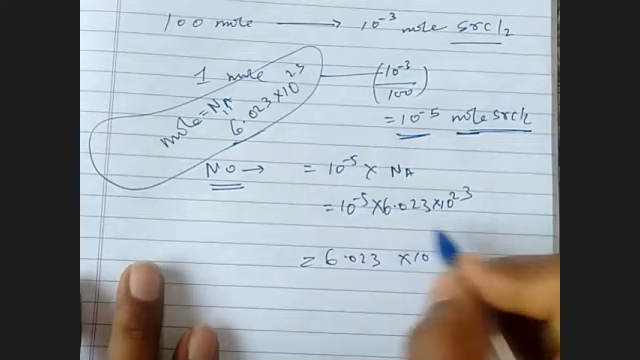 100 mole ⟶ 10⁻³ mole SrCl₂
1 mole (10⁻³/100)
mole = NA
6.023×10²³
= 10⁻⁵ mole SrCl₂
NO → = 10⁻⁵ × NA
= 10⁻⁵ × 6.023×10²³
= 6.023 ×10